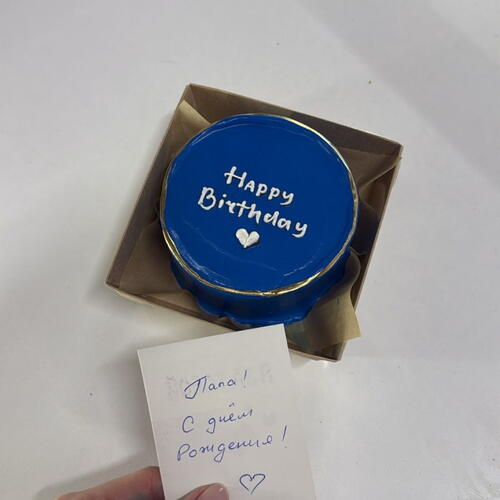 Happy
Birthday
Папа!
С днём
Рождения!